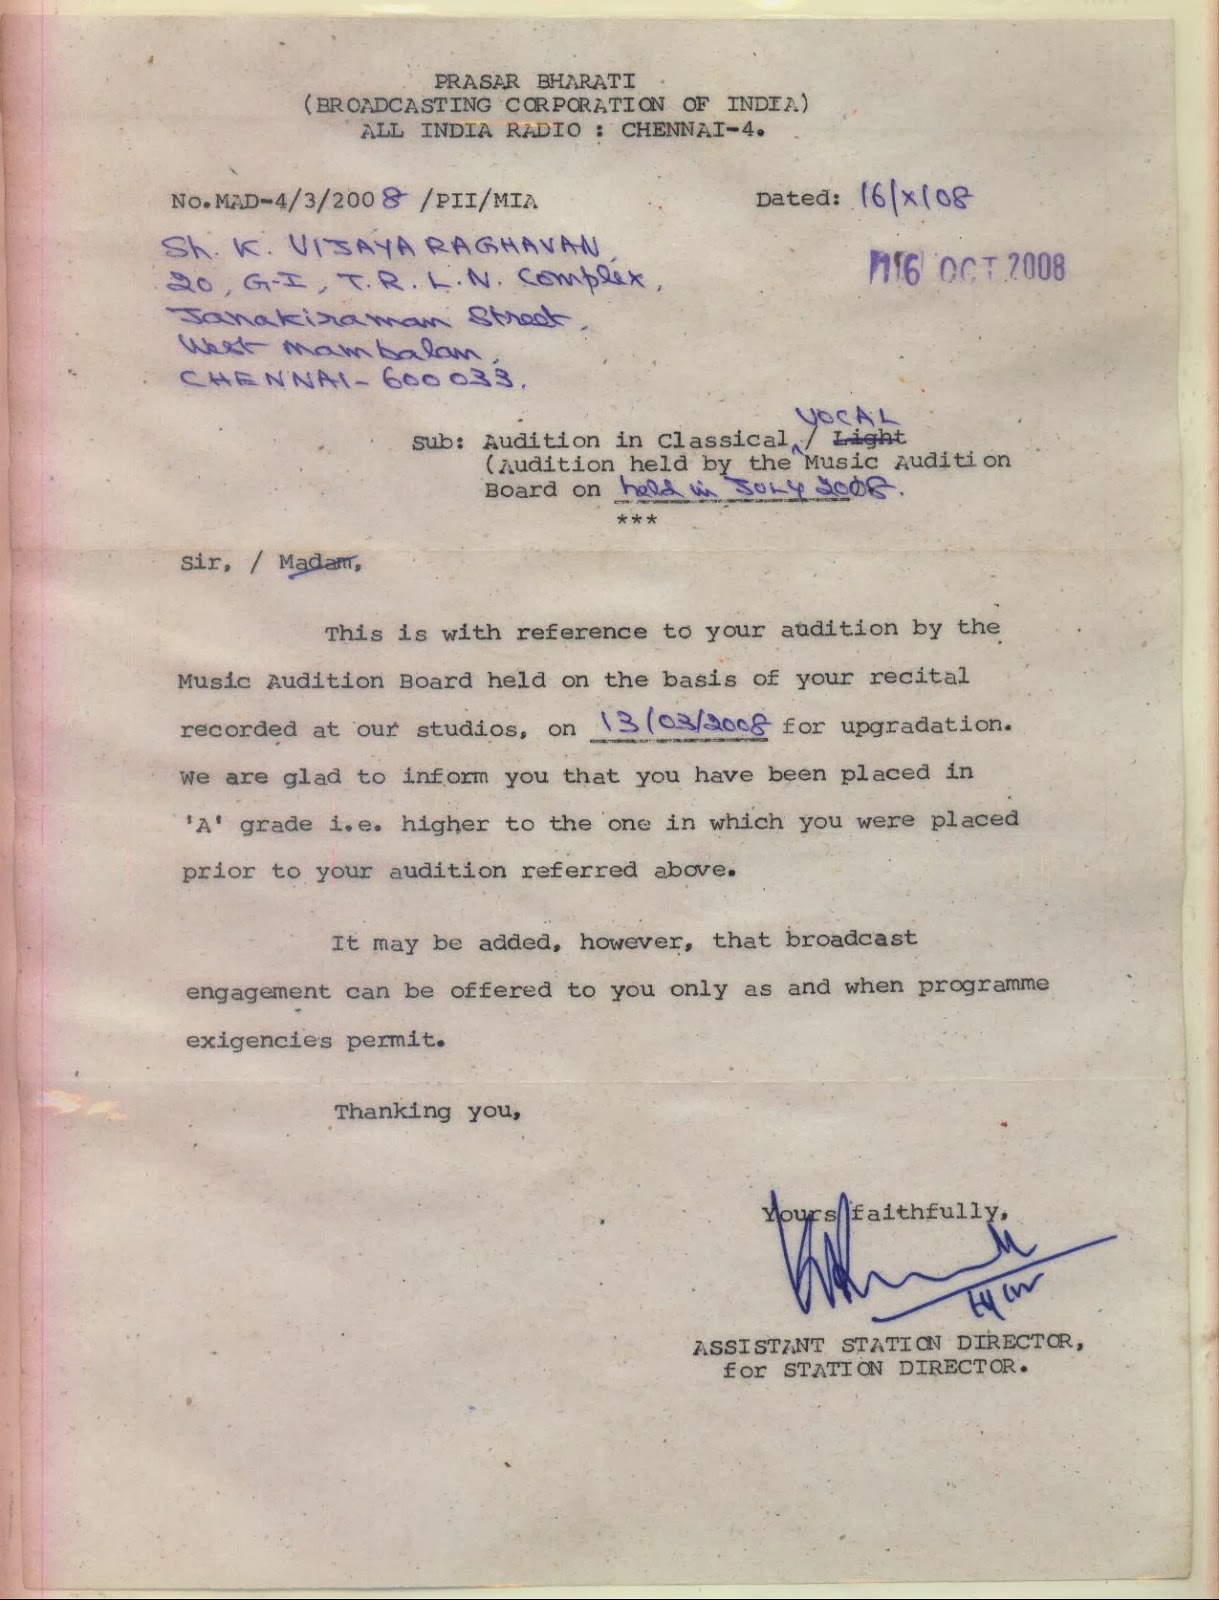 PRASAR BHARATI
(BROADCASTING CORPORATION OF INDIA)
ALL INDIA RADIO : CHENNAI-4.
No.MAD-4/3/2008 /PII/MIA
Dated: 16/X/08
Sh. K. VIJAYARAGHAVAN,
20, G-I, T.R.L.N. Complex,
16 OCT 2008
Janakiraman Street,
West Mambalam,
CHENNAI-600033.
VOCAL
Sub: Audition in Classical / Light
(Audition held by the Music Audition
Board on held in JULY 2008.
***
Sir, / Madam,
This is with reference to your audition by the
Music Audition Board held on the basis of your recital
recorded at our studios, on 13/03/2008 for upgradation.
We are glad to inform you that you have been placed in
'A' grade i.e. higher to the one in which you were placed
prior to your audition referred above.
It may be added, however, that broadcast
engagement can be offered to you only as and when programme
exigencies permit.
Thanking you,
Yours faithfully,
ASSISTANT STATION DIRECTOR,
for STATION DIRECTOR.